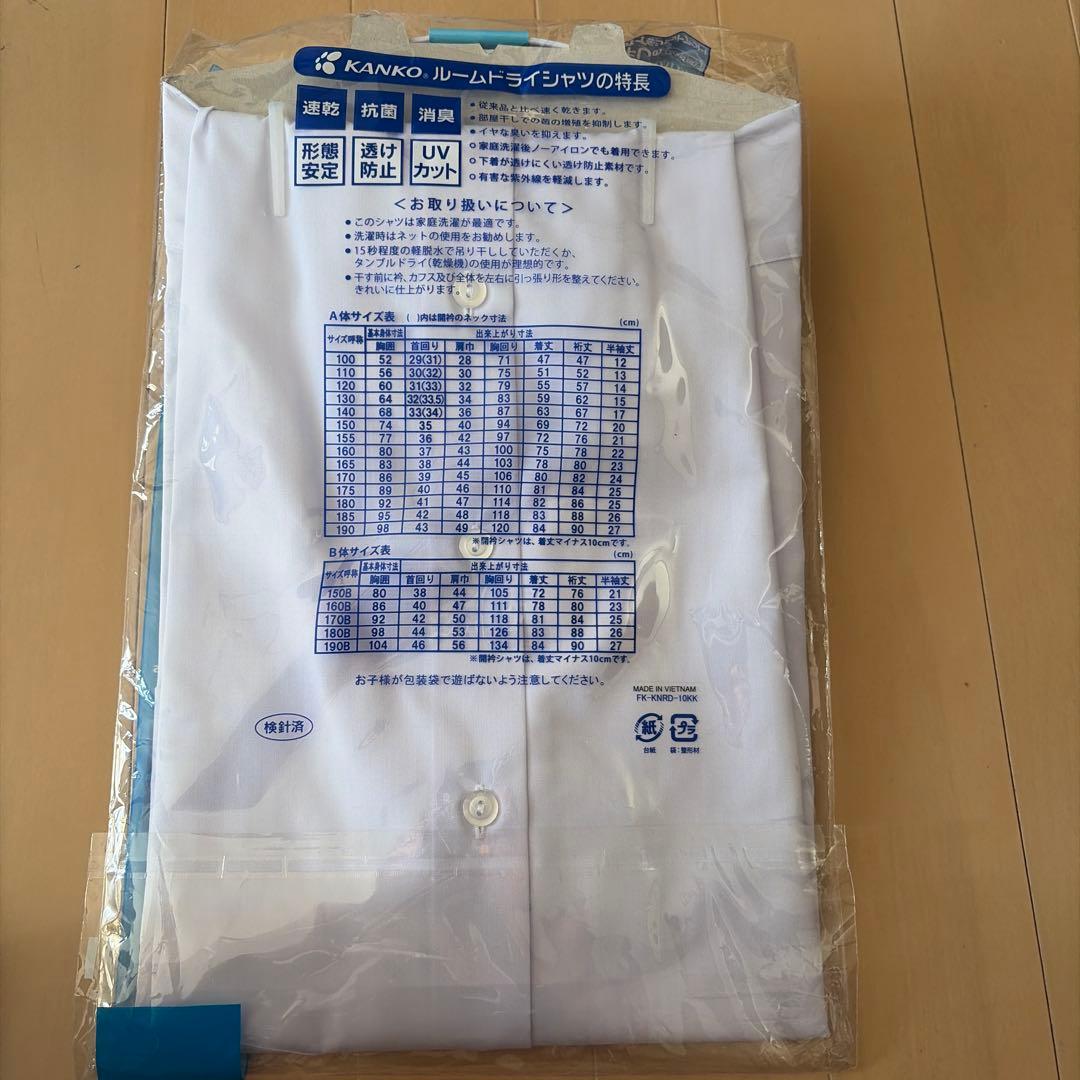 KANKO® ルームドライシャツの特長
速乾 抗菌 消臭
形態安定 透け防止 UVカット
●従来品と比べ速く乾きます。
●部屋干しでの菌の増殖を抑制します。
●イヤな臭いを抑えます。
○家庭洗濯後ノーアイロンでも着用できます。
○下着が透けにくい透け防止素材です。
○有害な紫外線を軽減します。
＜お取り扱いについて＞
●このシャツは家庭洗濯が最適です。
●洗濯時はネットの使用をお勧めします。
●15秒程度の軽脱水で吊り干ししていただくか、
タンブルドライ(乾燥機)の使用が理想的です。
●干す前に衿、カフス及び全体を左右に引っ張り形を整えてください。
きれいに仕上がります。
A体サイズ表 ( )内は開衿のネック寸法 (cm)
サイズ呼称 基本身体寸法 出来上がり寸法
胸囲 首回り 肩巾 胸回り 着丈 裄丈 半袖丈
100 52 29(31) 28 71 47 47 12
110 56 30(32) 30 75 51 52 13
120 60 31(33) 32 79 55 57 14
130 64 32(33.5) 34 83 59 62 15
140 68 33(34) 36 87 63 67 17
150 74 35 40 94 69 72 20
155 77 36 42 97 72 76 21
160 80 37 43 100 75 78 22
165 83 38 44 103 78 80 23
170 86 39 45 106 80 82 24
175 89 40 46 110 81 84 25
180 92 41 47 114 82 86 25
185 95 42 48 118 83 88 26
190 98 43 49 120 84 90 27
※開衿シャツは、着丈マイナス10cmです。
B体サイズ表 (cm)
サイズ呼称 基本身体寸法 出来上がり寸法
胸囲 首回り 肩巾 胸回り 着丈 裄丈 半袖丈
150B 80 38 44 105 72 76 21
160B 86 40 47 111 78 80 23
170B 92 42 50 118 81 84 25
180B 98 44 53 126 83 88 26
190B 104 46 56 134 84 90 27
※開衿シャツは、着丈マイナス10cmです。
お子様が包装袋で遊ばないよう注意してください。
MADE IN VIETNAM
FK-KNRD-10KK
検針済
紙 プラ
台紙 袋:整形材